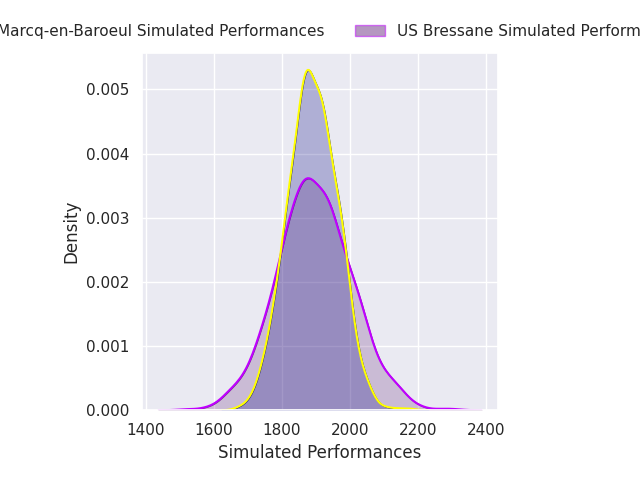 Marcq-en-Baroeul Simulated Performances
US Bressane Simulated Perform
0.005
0.004
0.003
0.002
0.001
0.000
Density
1400 1600 1800 2000 2200 2400
Simulated Performances